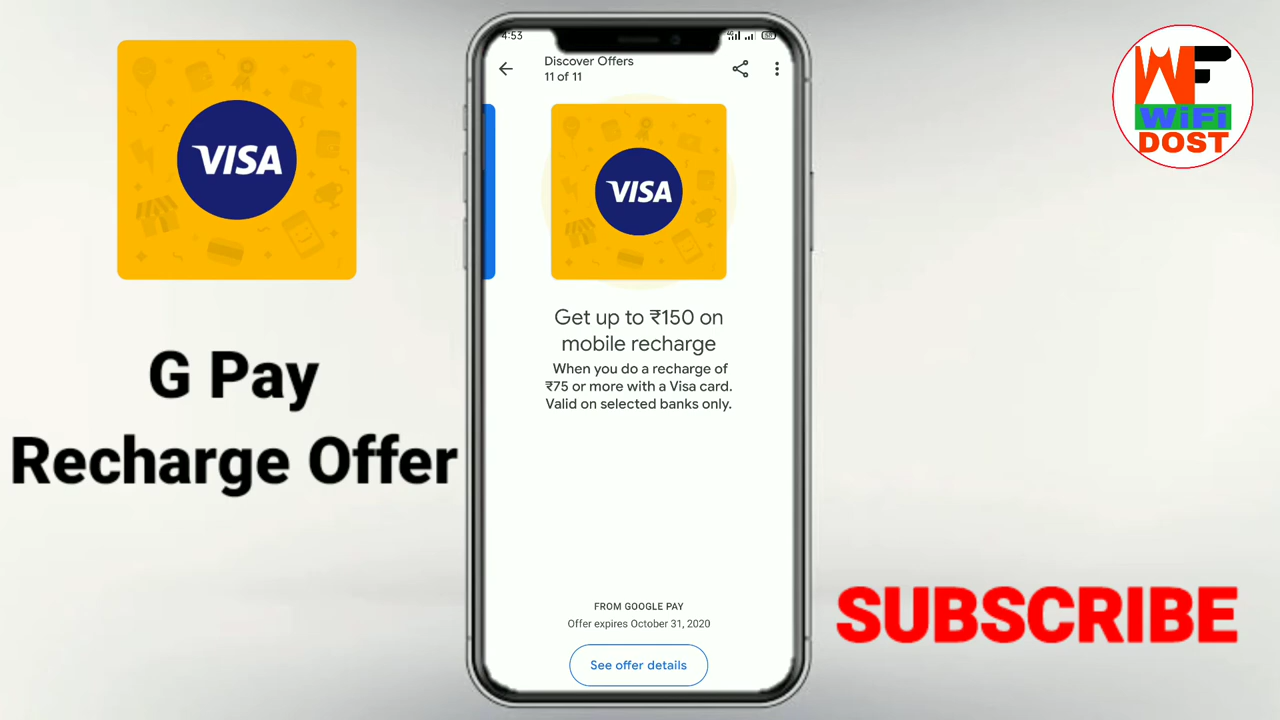 VISA
G Pay
Recharge Offer
4:53
Discover Offers
11 of 11
VISA
Get up to ₹150 on
mobile recharge
When you do a recharge of
₹75 or more with a Visa card.
Valid on selected banks only.
FROM GOOGLE PAY
Offer expires October 31, 2020
See offer details
WF
WiFi
DOST
SUBSCRIBE